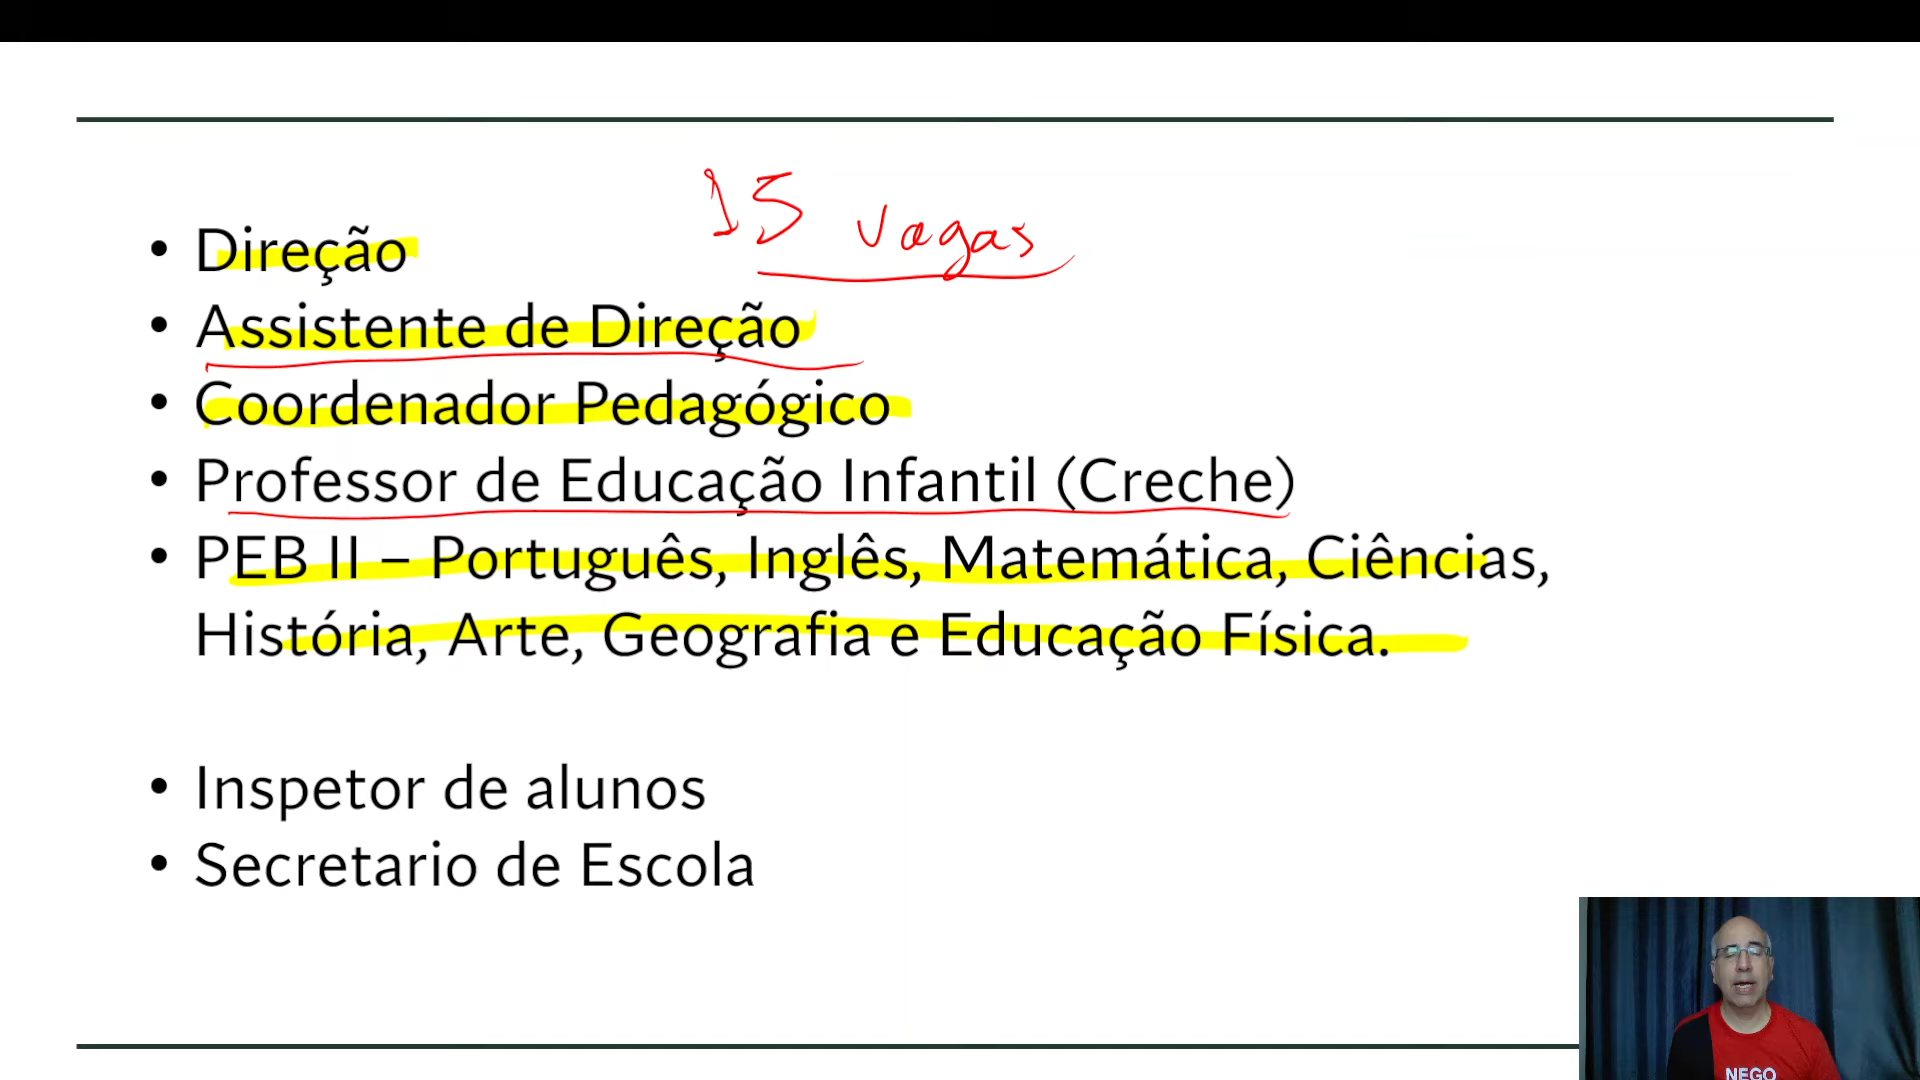 15 vagas
• Direção
• Assistente de Direção
• Coordenador Pedagógico
• Professor de Educação Infantil (Creche)
• PEB II – Português, Inglês, Matemática, Ciências,
História, Arte, Geografia e Educação Física.
• Inspetor de alunos
• Secretario de Escola
NEGO